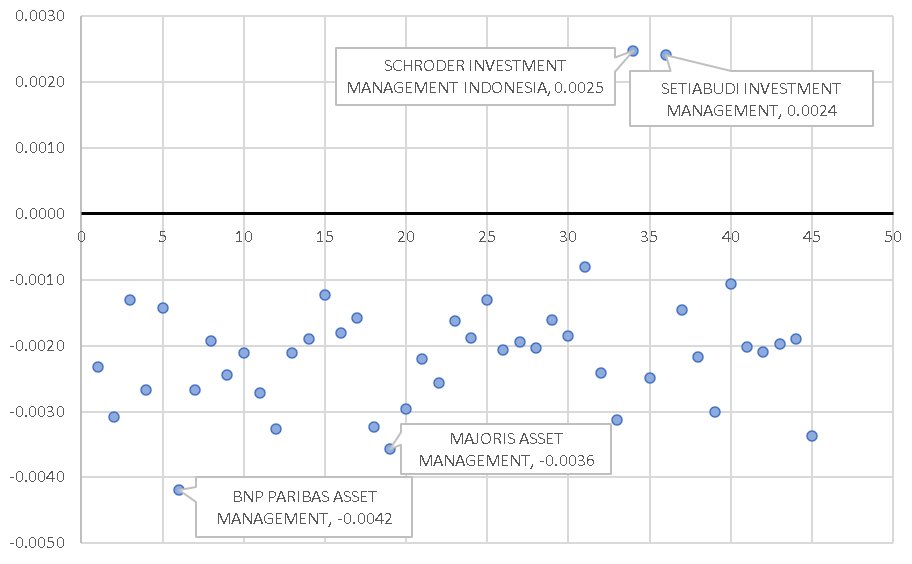 0.0030
SCHRODER INVESTMENT
MANAGEMENT INDONESIA, 0.0025
0.0020
SETIABUDI INVESTMENT
MANAGEMENT, 0.0024
0.0010
0.0000
0 5 10 15 20 25 30 35 40 45 50
-0.0010
-0.0020
-0.0030
MAJORIS ASSET
MANAGEMENT, -0.0036
-0.0040
BNP PARIBAS ASSET
MANAGEMENT, -0.0042
-0.0050